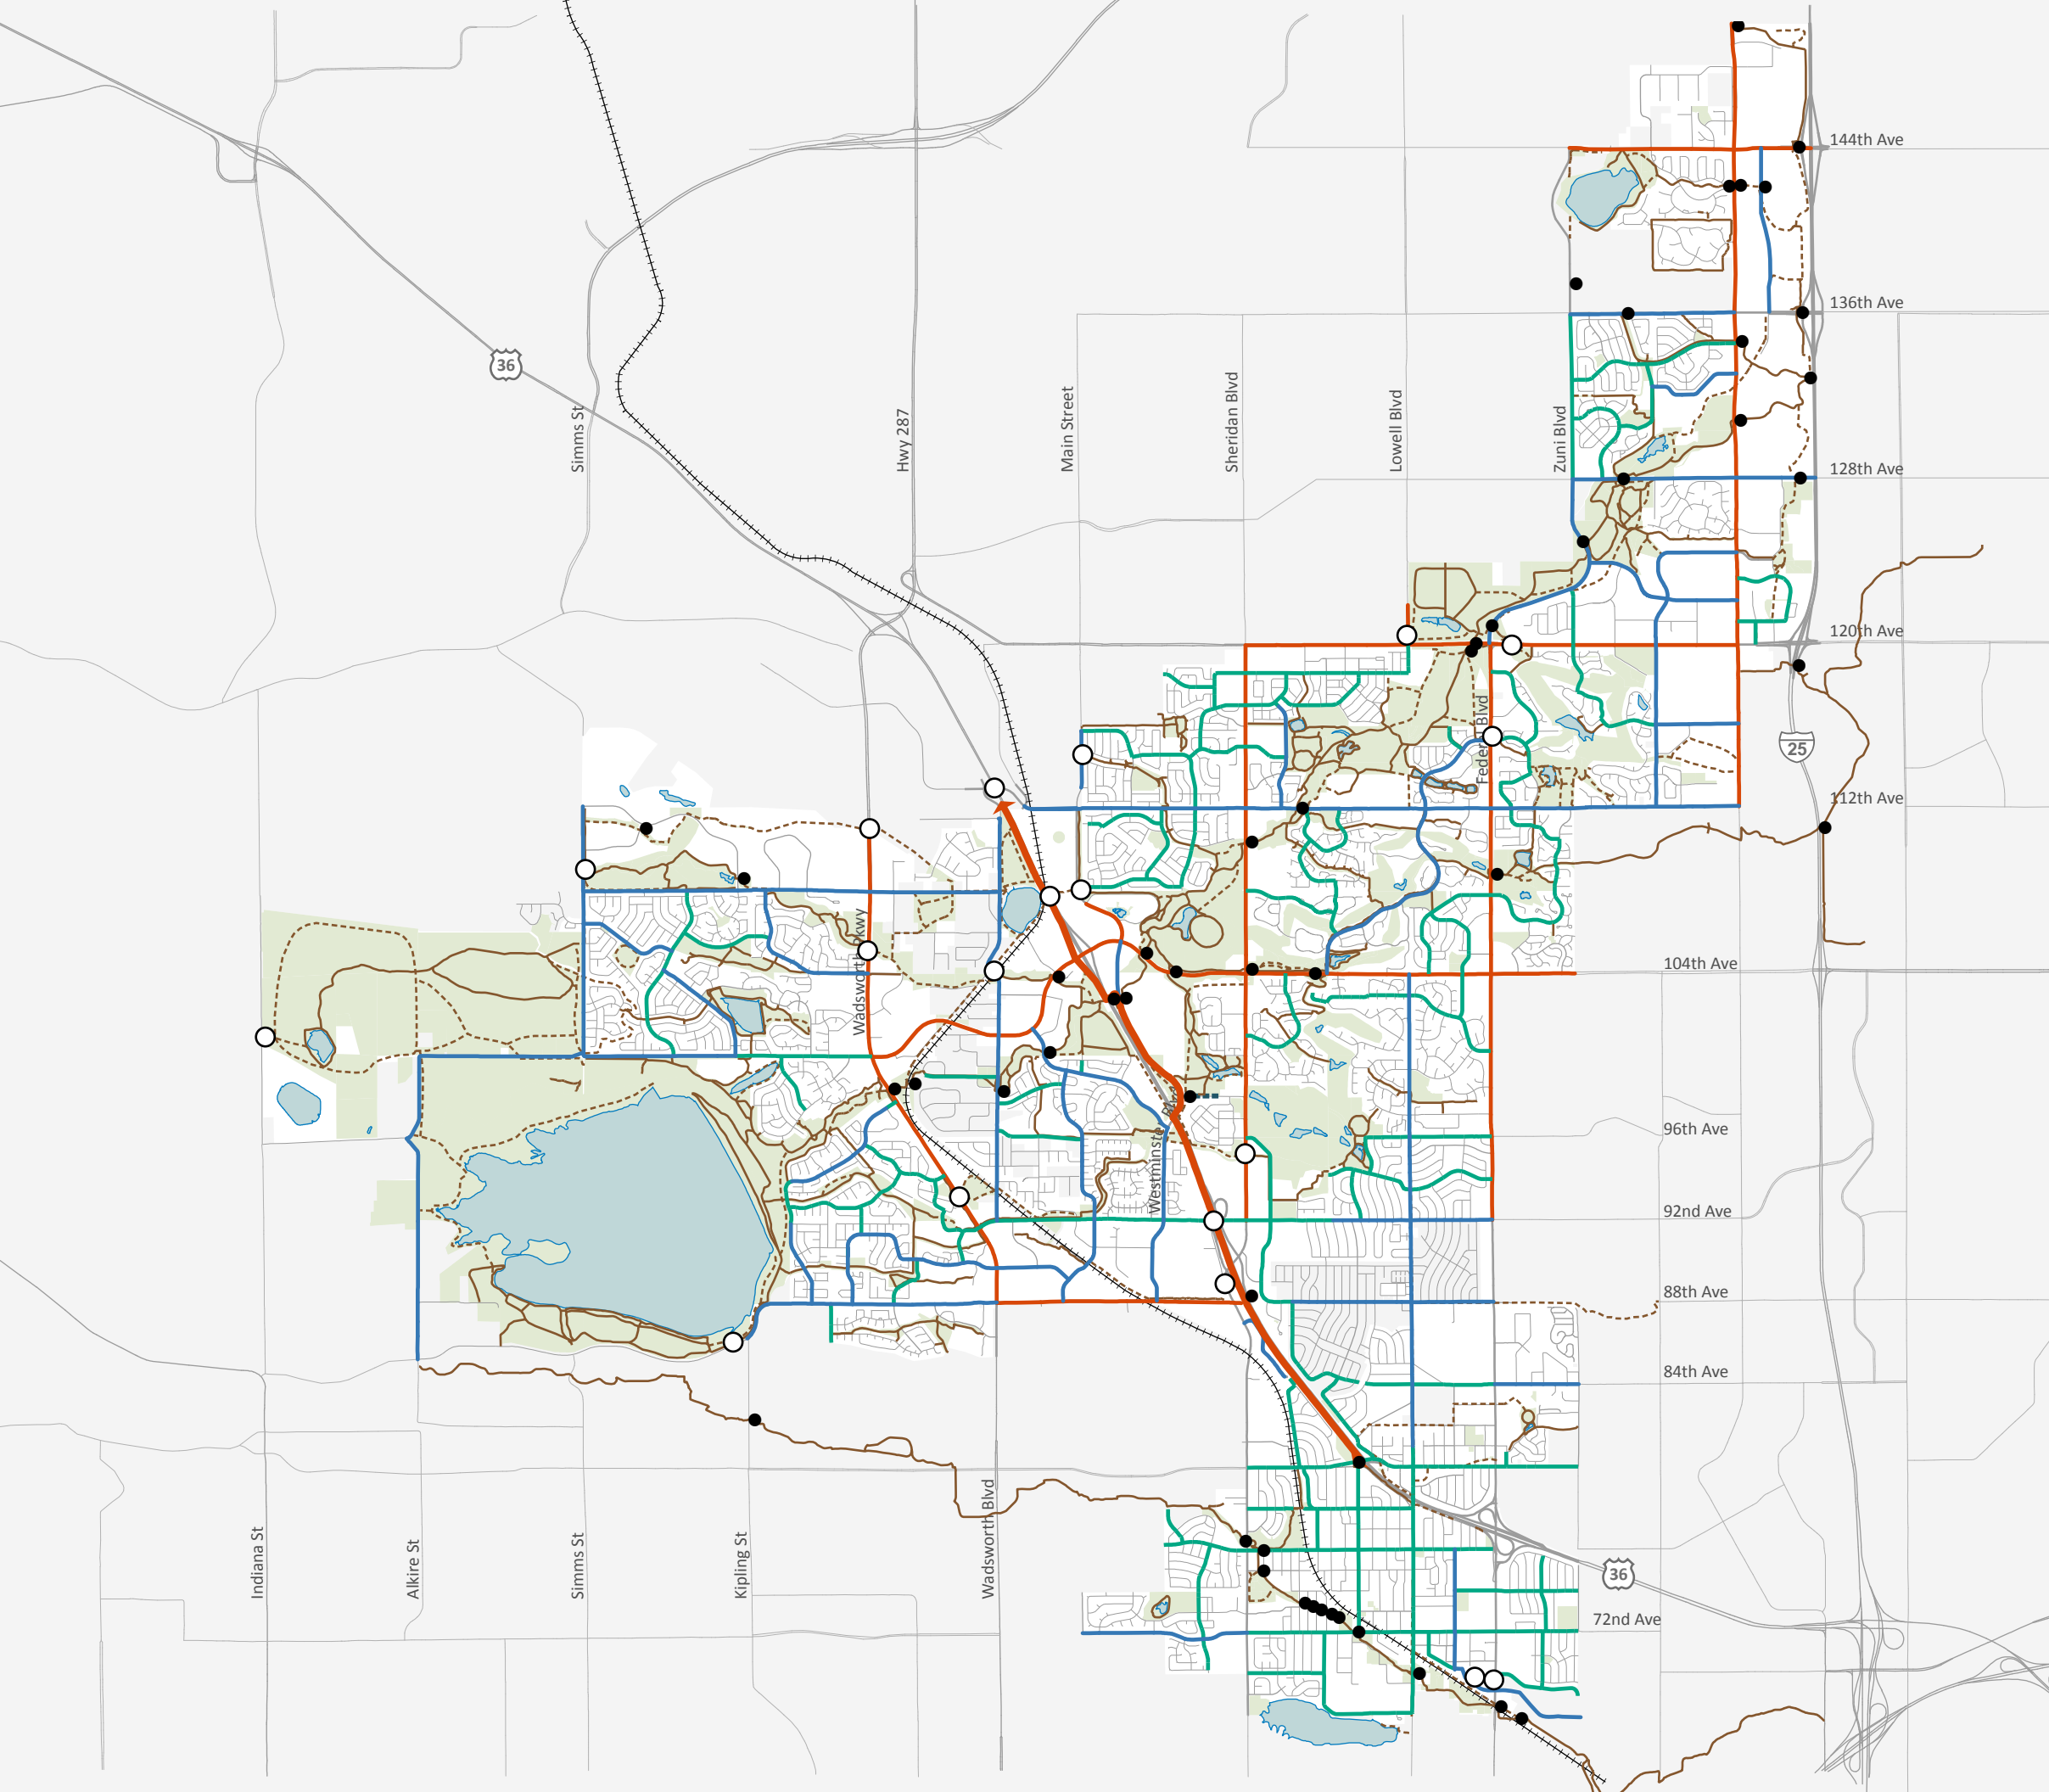 144th Ave
136th Ave
36
Simms St
Hwy 287
Main Street
Sheridan Blvd
Lowell Blvd
Zuni Blvd
128th Ave
120th Ave
Federal Blvd
25
112th Ave
Wadsworth Pkwy
104th Ave
Westminster Blvd
96th Ave
92nd Ave
88th Ave
84th Ave
Indiana St
Alkire St
Simms St
Kipling St
Wadsworth Blvd
36
72nd Ave